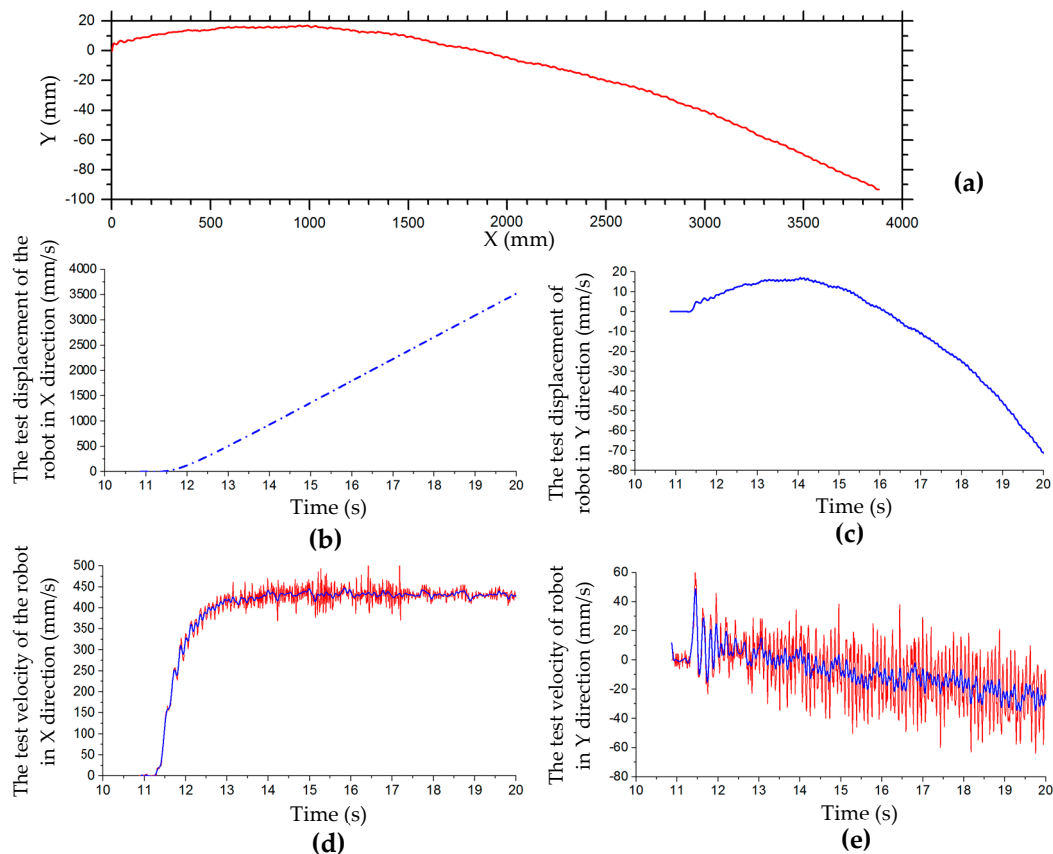 20
0
-20
-40
-60
-80
-100
Y (mm)
0 500 1000 1500 2000 2500 3000 3500 4000
X (mm)
(a)
The test displacement of the
robot in X direction (mm/s)
4000
3500
3000
2500
2000
1500
1000
500
0
10 11 12 13 14 15 16 17 18 19 20
Time (s)
(b)
The test displacement of
robot in Y direction (mm/s)
20
10
0
-10
-20
-30
-40
-50
-60
-70
-80
10 11 12 13 14 15 16 17 18 19 20
Time (s)
(c)
The test velocity of the robot
in X direction (mm/s)
500
450
400
350
300
250
200
150
100
50
0
10 11 12 13 14 15 16 17 18 19 20
Time (s)
(d)
The test velocity of robot
in Y direction (mm/s)
60
40
20
0
-20
-40
-60
-80
10 11 12 13 14 15 16 17 18 19 20
Time (s)
(e)